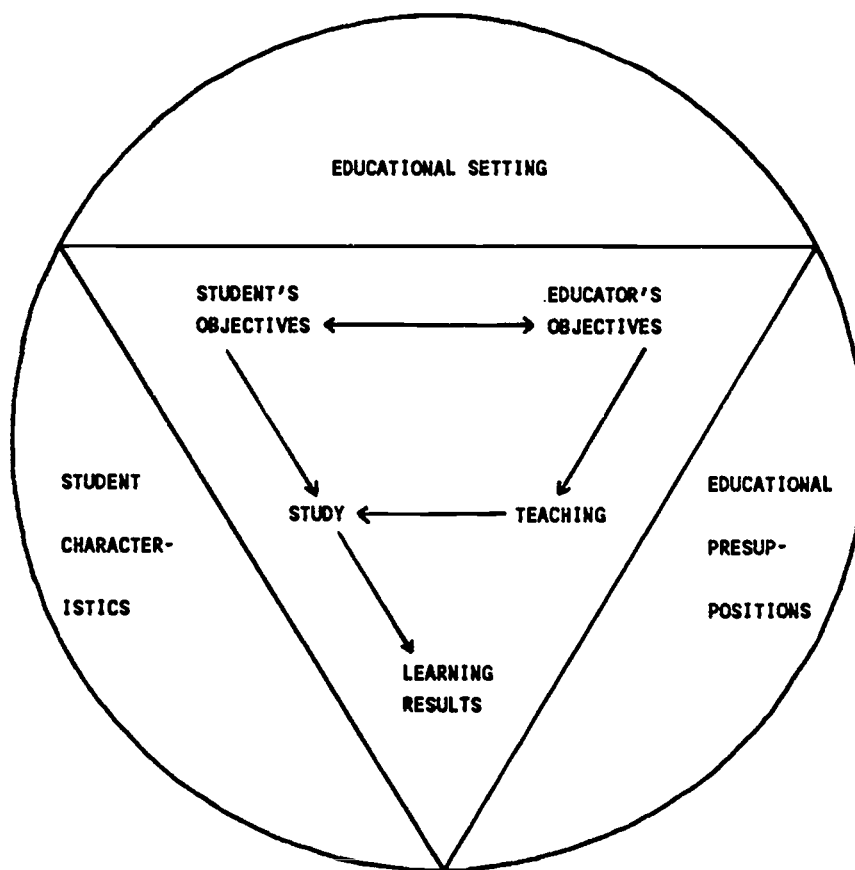 EDUCATIONAL SETTING
STUDENT'S
OBJECTIVES
EDUCATOR'S
OBJECTIVES
STUDENT
CHARACTER-
ISTICS
STUDY
TEACHING
EDUCATIONAL
PRESUP-
POSITIONS
LEARNING
RESULTS